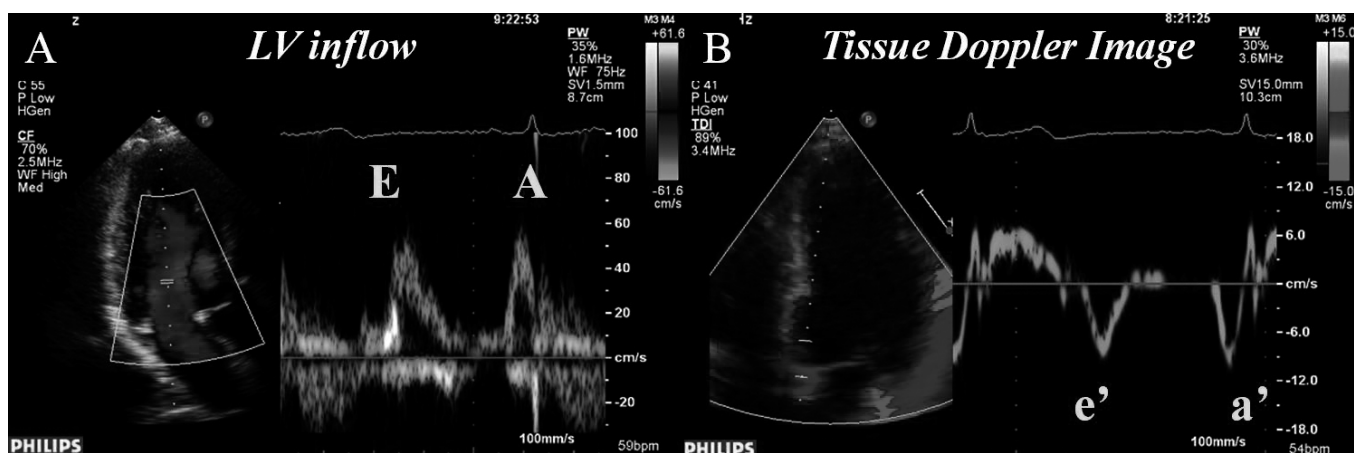 A
LV inflow
z
9:22:53
M3 M4
PW
35%
1.6MHz
WF 75Hz
SV1.5mm
8.7cm
+61.6
-61.6
cm/s
C 55
P Low
HGen
CF
70%
2.5MHz
WF High
Med
P
E
A
100
80
60
40
20
cm/s
-20
PHILIPS
100mm/s
59bpm
B
Tissue Doppler Image
Hz
8:21:25
M3 M6
PW
30%
3.6MHz
SV15.0mm
10.3cm
+15.0
-15.0
cm/s
C 41
P Low
HGen
TDI
89%
3.4MHz
P
18.0
12.0
6.0
cm/s
-6.0
-12.0
-18.0
e’
a’
PHILIPS
100mm/s
54bpm